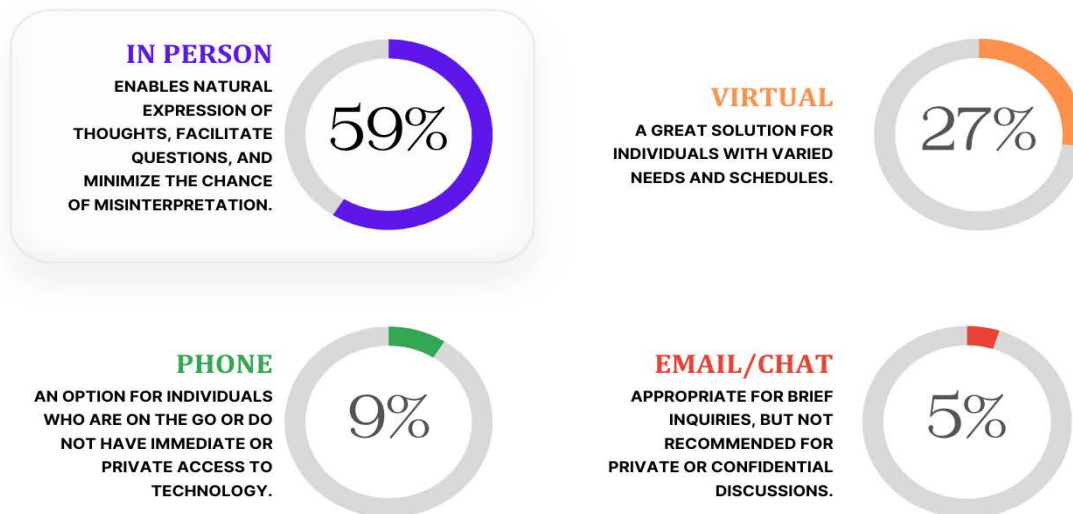 IN PERSON
ENABLES NATURAL
EXPRESSION OF
THOUGHTS, FACILITATE
QUESTIONS, AND
MINIMIZE THE CHANCE
OF MISINTERPRETATION.
59%
VIRTUAL
A GREAT SOLUTION FOR
INDIVIDUALS WITH VARIED
NEEDS AND SCHEDULES.
27%
PHONE
AN OPTION FOR INDIVIDUALS
WHO ARE ON THE GO OR DO
NOT HAVE IMMEDIATE OR
PRIVATE ACCESS TO
TECHNOLOGY.
9%
EMAIL/CHAT
APPROPRIATE FOR BRIEF
INQUIRIES, BUT NOT
RECOMMENDED FOR
PRIVATE OR CONFIDENTIAL
DISCUSSIONS.
5%